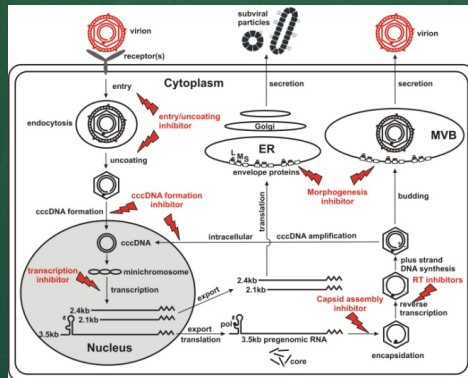 virion
receptor(s)
subviral
particles
virion
Cytoplasm
entry
secretion
secretion
endocytosis
entry/uncoating
inhibitor
Golgi
ER
MVB
L M S
envelope proteins
uncoating
Morphogenesis
inhibitor
cccDNA formation
cccDNA formation
inhibitor
translation
budding
cccDNA
intracellular
cccDNA amplification
plus strand
DNA synthesis
minichromosome
transcription
inhibitor
transcription
2.4kb
2.1kb
RT inhibitors
reverse
transcription
export
2.4kb
2.1kb
3.5kb
ε
Capsid assembly
inhibitor
export
translation
pol
ε
3.5kb pregenomic RNA
encapsidation
core
Nucleus